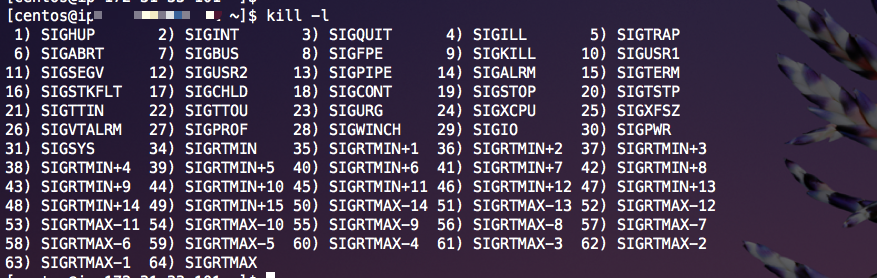 [centos@ip ~]$ kill -l
 1) SIGHUP 2) SIGINT 3) SIGQUIT 4) SIGILL 5) SIGTRAP
 6) SIGABRT 7) SIGBUS 8) SIGFPE 9) SIGKILL 10) SIGUSR1
11) SIGSEGV 12) SIGUSR2 13) SIGPIPE 14) SIGALRM 15) SIGTERM
16) SIGSTKFLT 17) SIGCHLD 18) SIGCONT 19) SIGSTOP 20) SIGTSTP
21) SIGTTIN 22) SIGTTOU 23) SIGURG 24) SIGXCPU 25) SIGXFSZ
26) SIGVTALRM 27) SIGPROF 28) SIGWINCH 29) SIGIO 30) SIGPWR
31) SIGSYS 34) SIGRTMIN 35) SIGRTMIN+1 36) SIGRTMIN+2 37) SIGRTMIN+3
38) SIGRTMIN+4 39) SIGRTMIN+5 40) SIGRTMIN+6 41) SIGRTMIN+7 42) SIGRTMIN+8
43) SIGRTMIN+9 44) SIGRTMIN+10 45) SIGRTMIN+11 46) SIGRTMIN+12 47) SIGRTMIN+13
48) SIGRTMIN+14 49) SIGRTMIN+15 50) SIGRTMAX-14 51) SIGRTMAX-13 52) SIGRTMAX-12
53) SIGRTMAX-11 54) SIGRTMAX-10 55) SIGRTMAX-9 56) SIGRTMAX-8 57) SIGRTMAX-7
58) SIGRTMAX-6 59) SIGRTMAX-5 60) SIGRTMAX-4 61) SIGRTMAX-3 62) SIGRTMAX-2
63) SIGRTMAX-1 64) SIGRTMAX